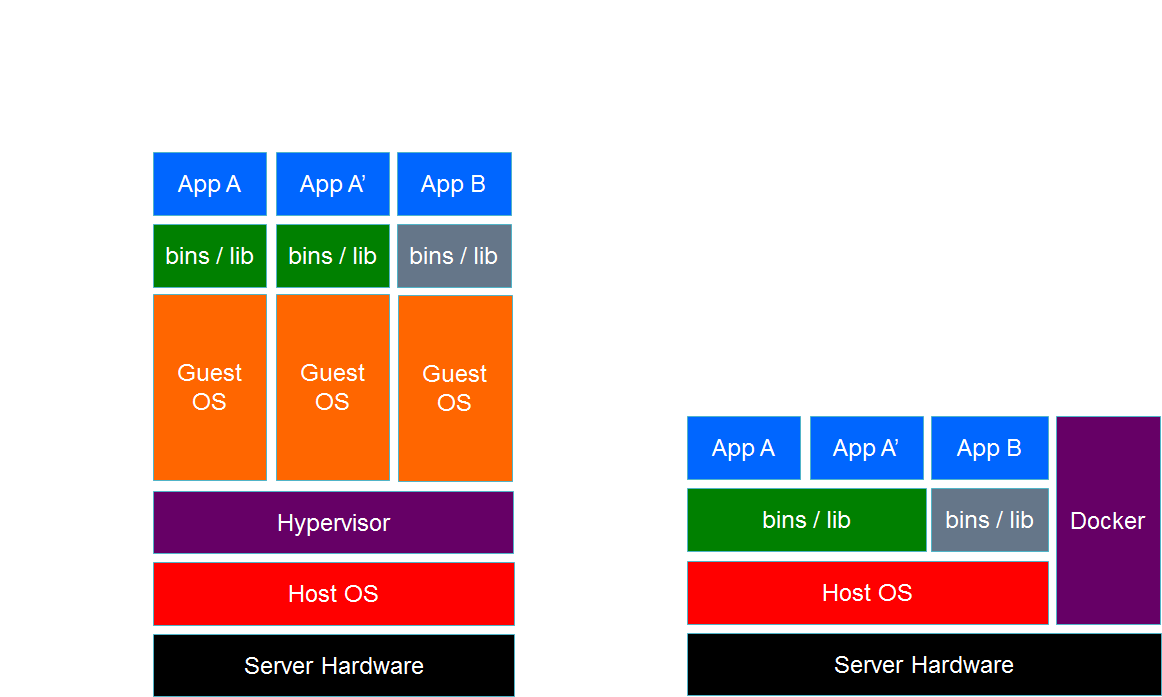 App A
App A’
App B
bins / lib
bins / lib
bins / lib
Guest
OS
Guest
OS
Guest
OS
Hypervisor
Host OS
Server Hardware
App A
App A’
App B
bins / lib
bins / lib
Docker
Host OS
Server Hardware